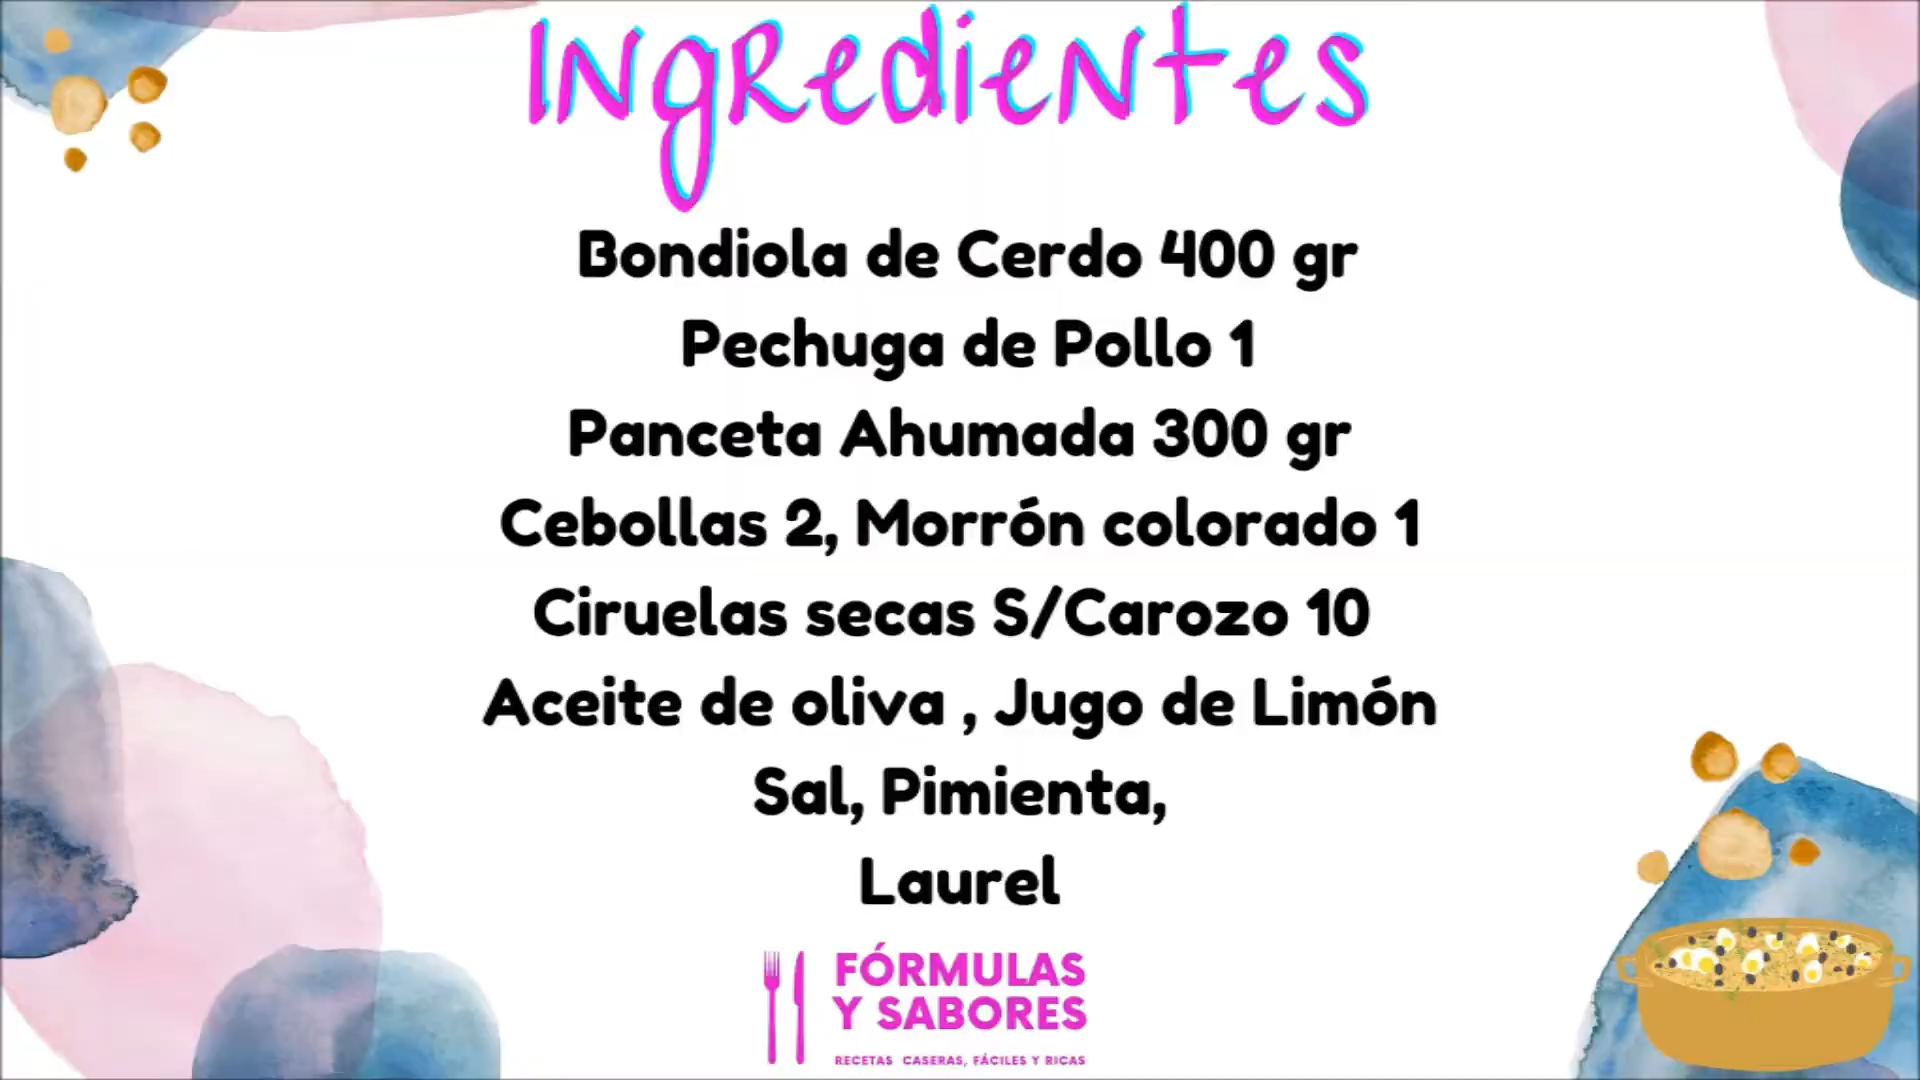 Ingredientes
Bondiola de Cerdo 400 gr
Pechuga de Pollo 1
Panceta Ahumada 300 gr
Cebollas 2, Morrón colorado 1
Ciruelas secas S/Carozo 10
Aceite de oliva , Jugo de Limón
Sal, Pimienta,
Laurel
FÓRMULAS
Y SABORES
RECETAS CASERAS, FÁCILES Y RICAS